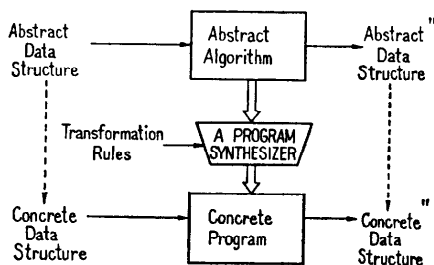 Abstract
Data
Structure
Abstract
Algorithm
Abstract"
Data
Structure
Transformation
Rules
A PROGRAM
SYNTHESIZER
Concrete
Data
Structure
Concrete
Program
Concrete"
Data
Structure